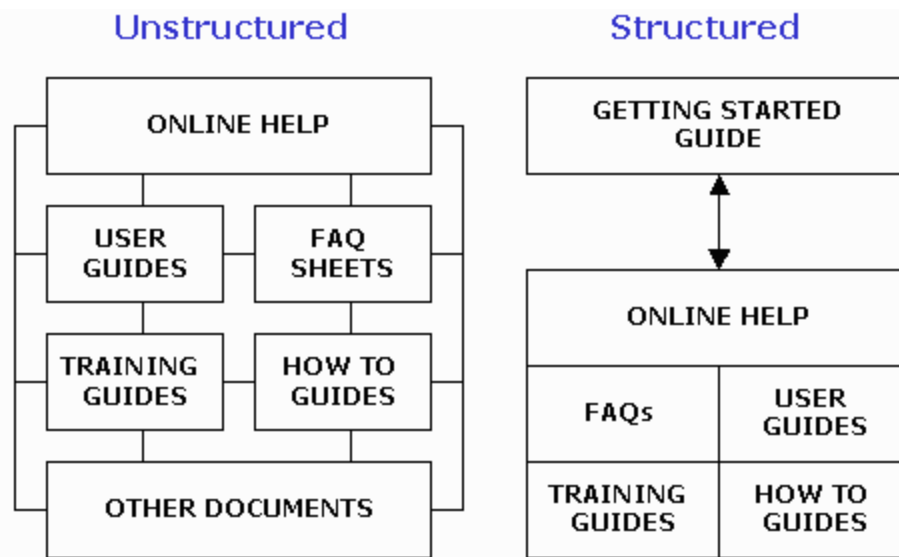 Unstructured
ONLINE HELP
USER
GUIDES
FAQ
SHEETS
TRAINING
GUIDES
HOW TO
GUIDES
OTHER DOCUMENTS
Structured
GETTING STARTED
GUIDE
ONLINE HELP
FAQs
USER
GUIDES
TRAINING
GUIDES
HOW TO
GUIDES